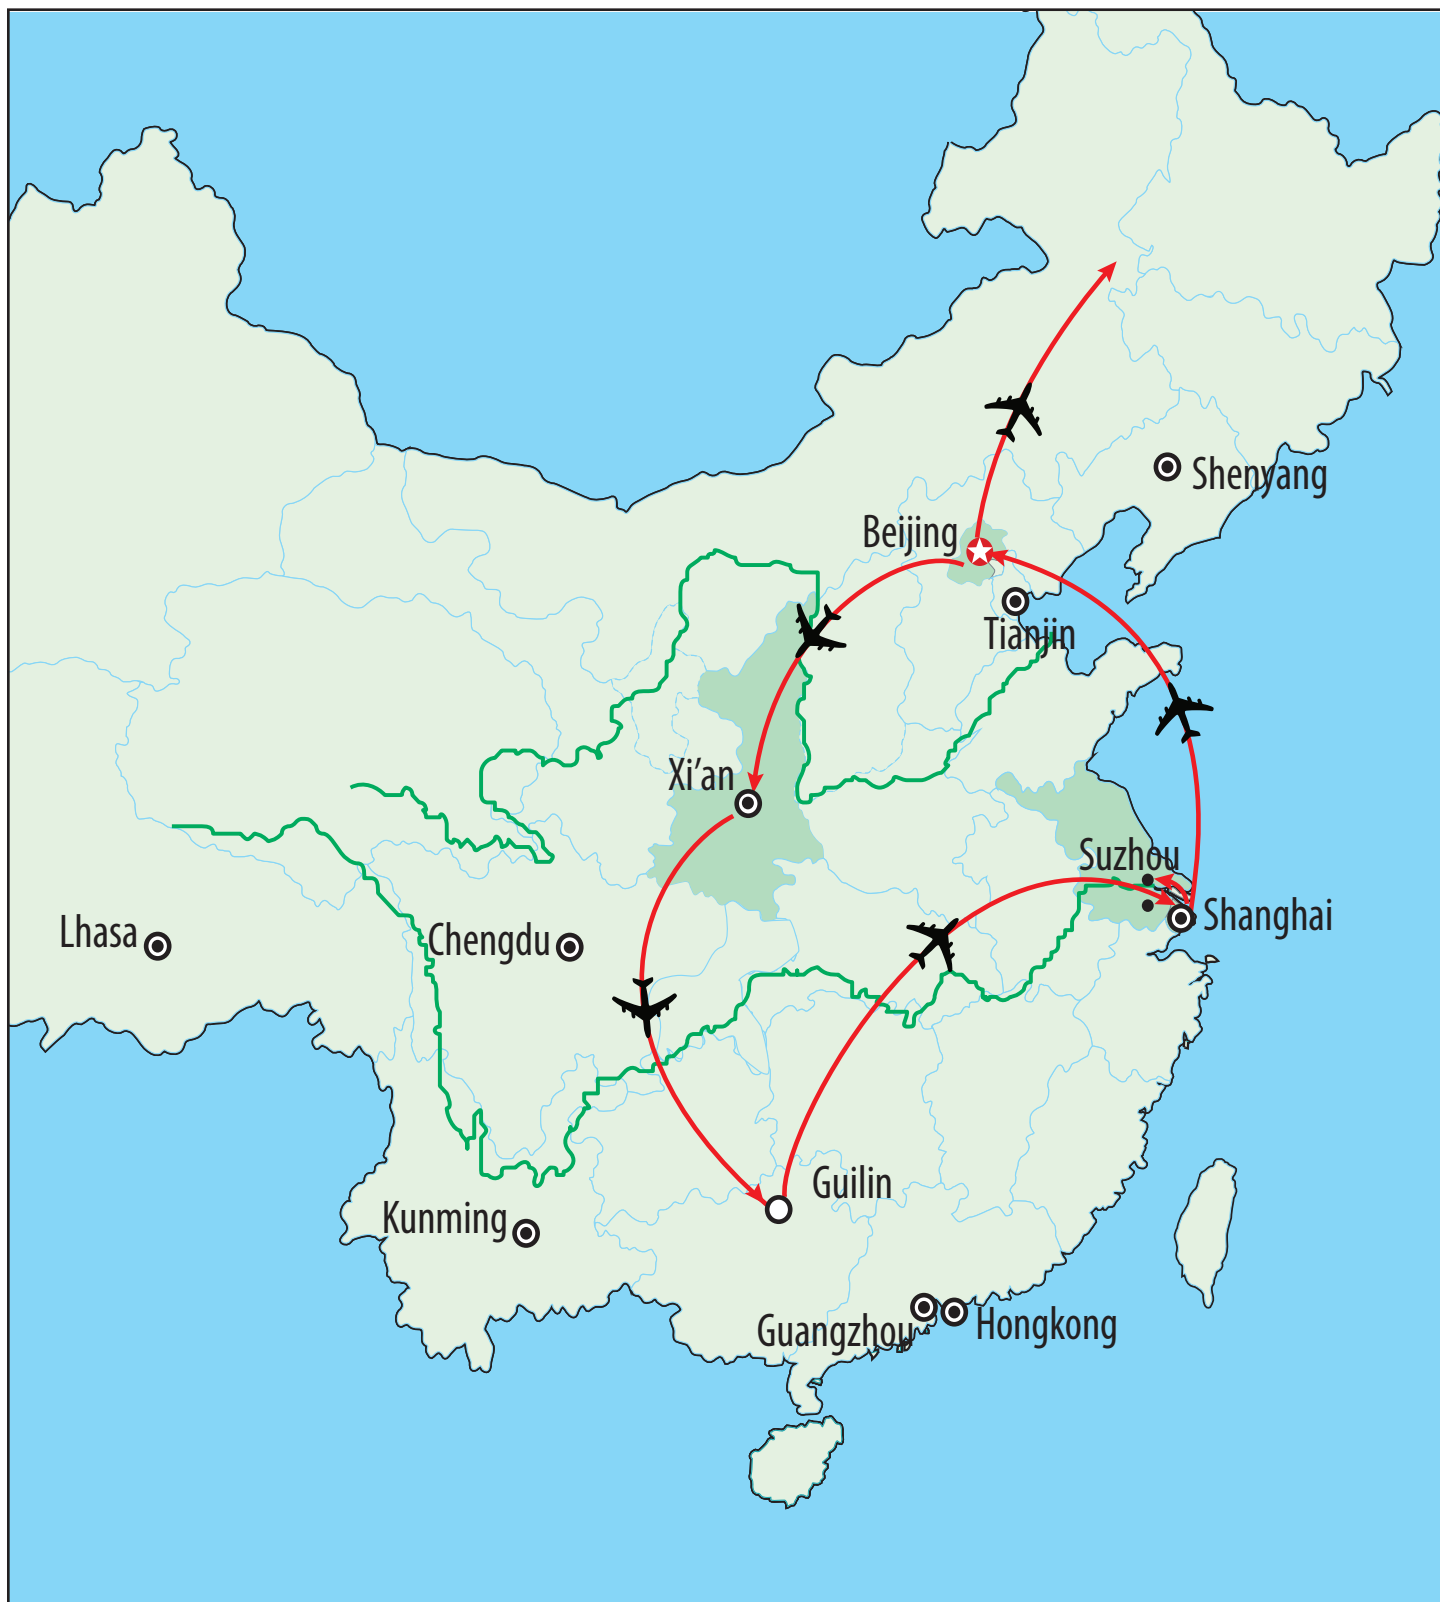 Shenyang
Beijing
Tianjin
Xi'an
Suzhou
Shanghai
Lhasa
Chengdu
Guilin
Kunming
Guangzhou
Hongkong